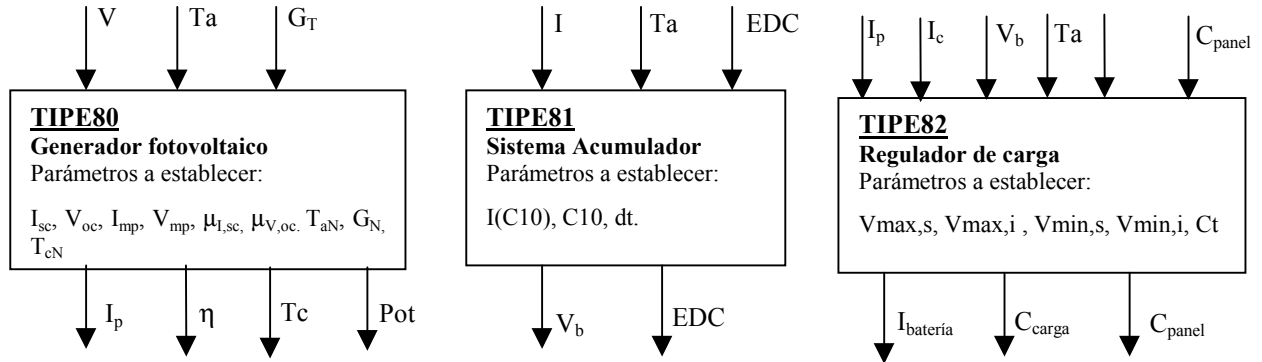 V Ta G_T
I Ta EDC
I_p I_c V_b Ta C_panel
TIPE80
Generador fotovoltaico
Parámetros a establecer:
I_sc, V_oc, I_mp, V_mp, μ_I,sc, μ_V,oc. T_aN, G_N,
T_cN
TIPE81
Sistema Acumulador
Parámetros a establecer:
I(C10), C10, dt.
TIPE82
Regulador de carga
Parámetros a establecer:
Vmax,s, Vmax,i , Vmin,s, Vmin,i, Ct
I_p η Tc Pot
V_b EDC
I_batería C_carga C_panel